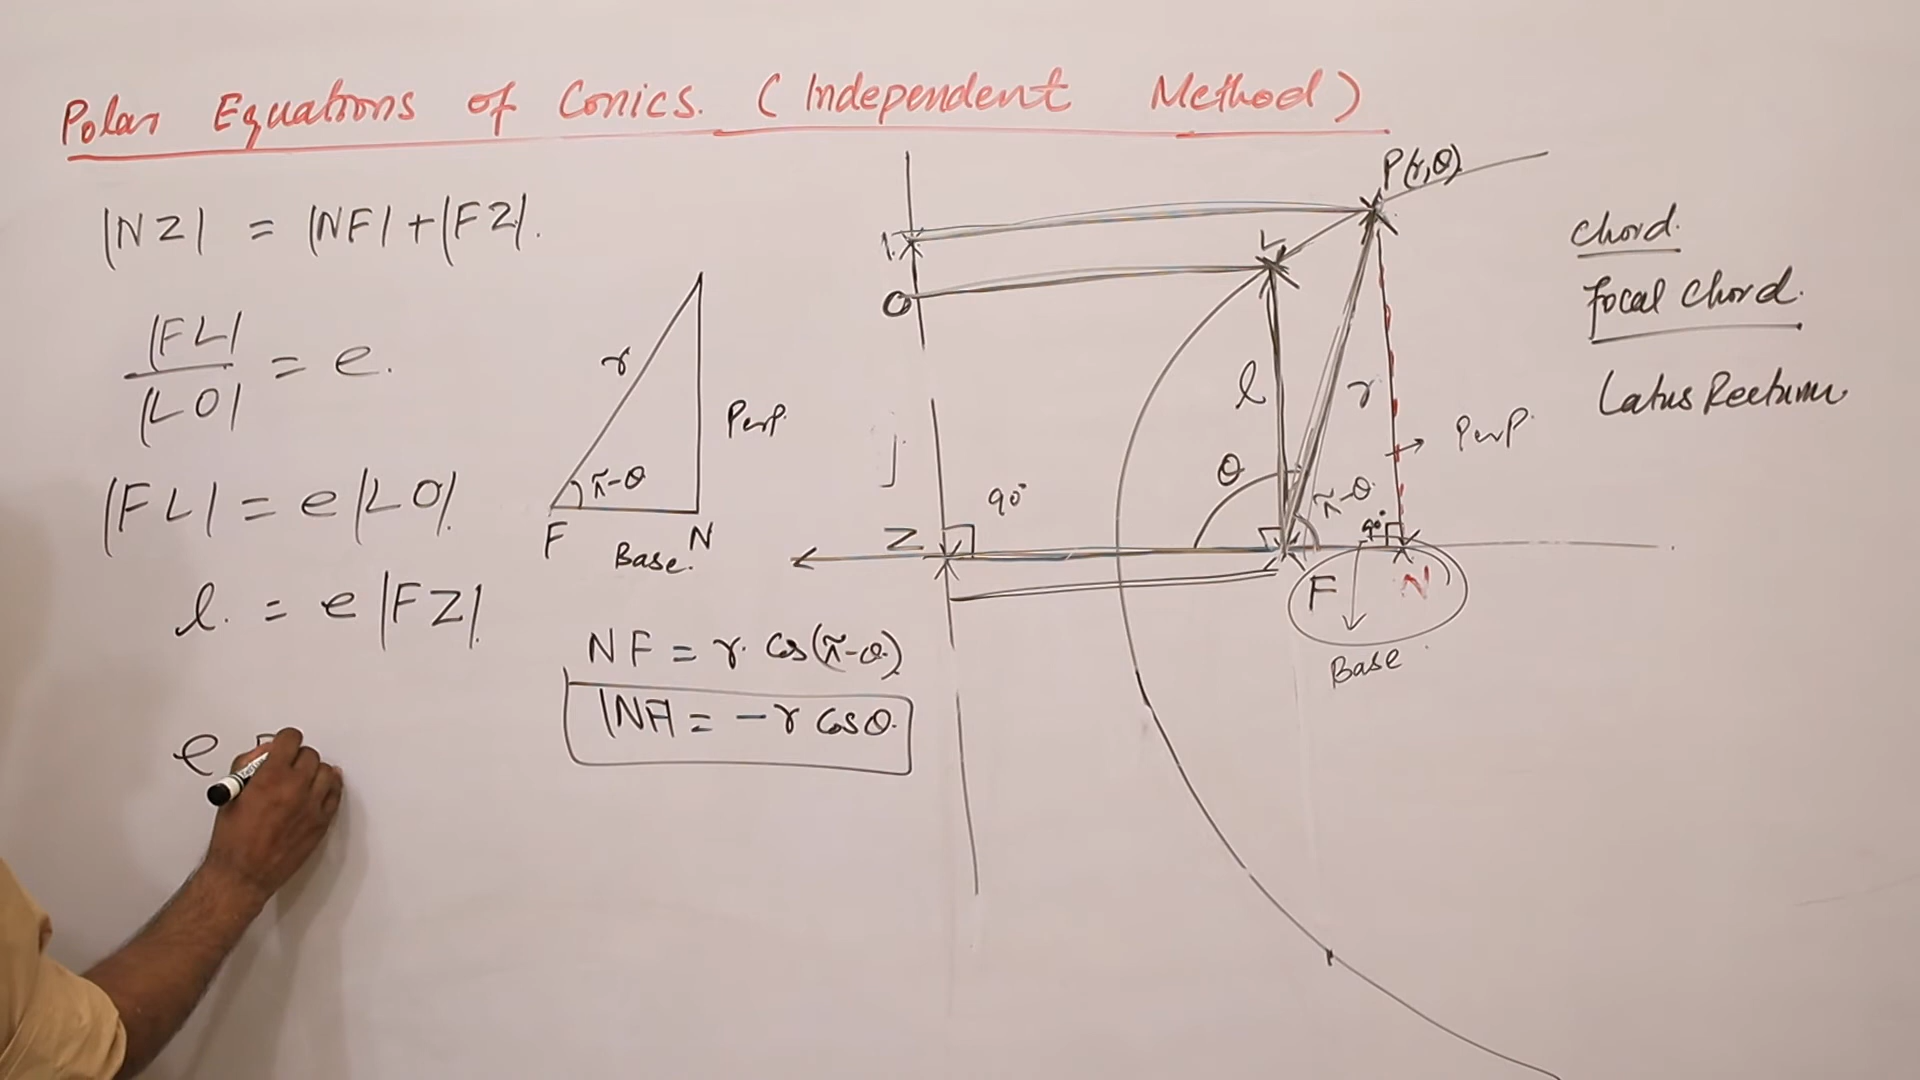 Polar Equations of Conics. (Independent Method)
|NZ| = |NF| + |FZ|.
|FL|
|LO|
= e.
|FL| = e |LO|.
l. = e |FZ|.
e
r
Perp.
π-θ
F
N
Base.
NF = r. Cos(π-θ.)
|NF| = -r Cosθ.
P(r,θ)
L
O
l
r
θ
π-θ
90°
90°
Z
F
N
Perp.
Base
Chord.
Focal Chord.
Latus Rectum